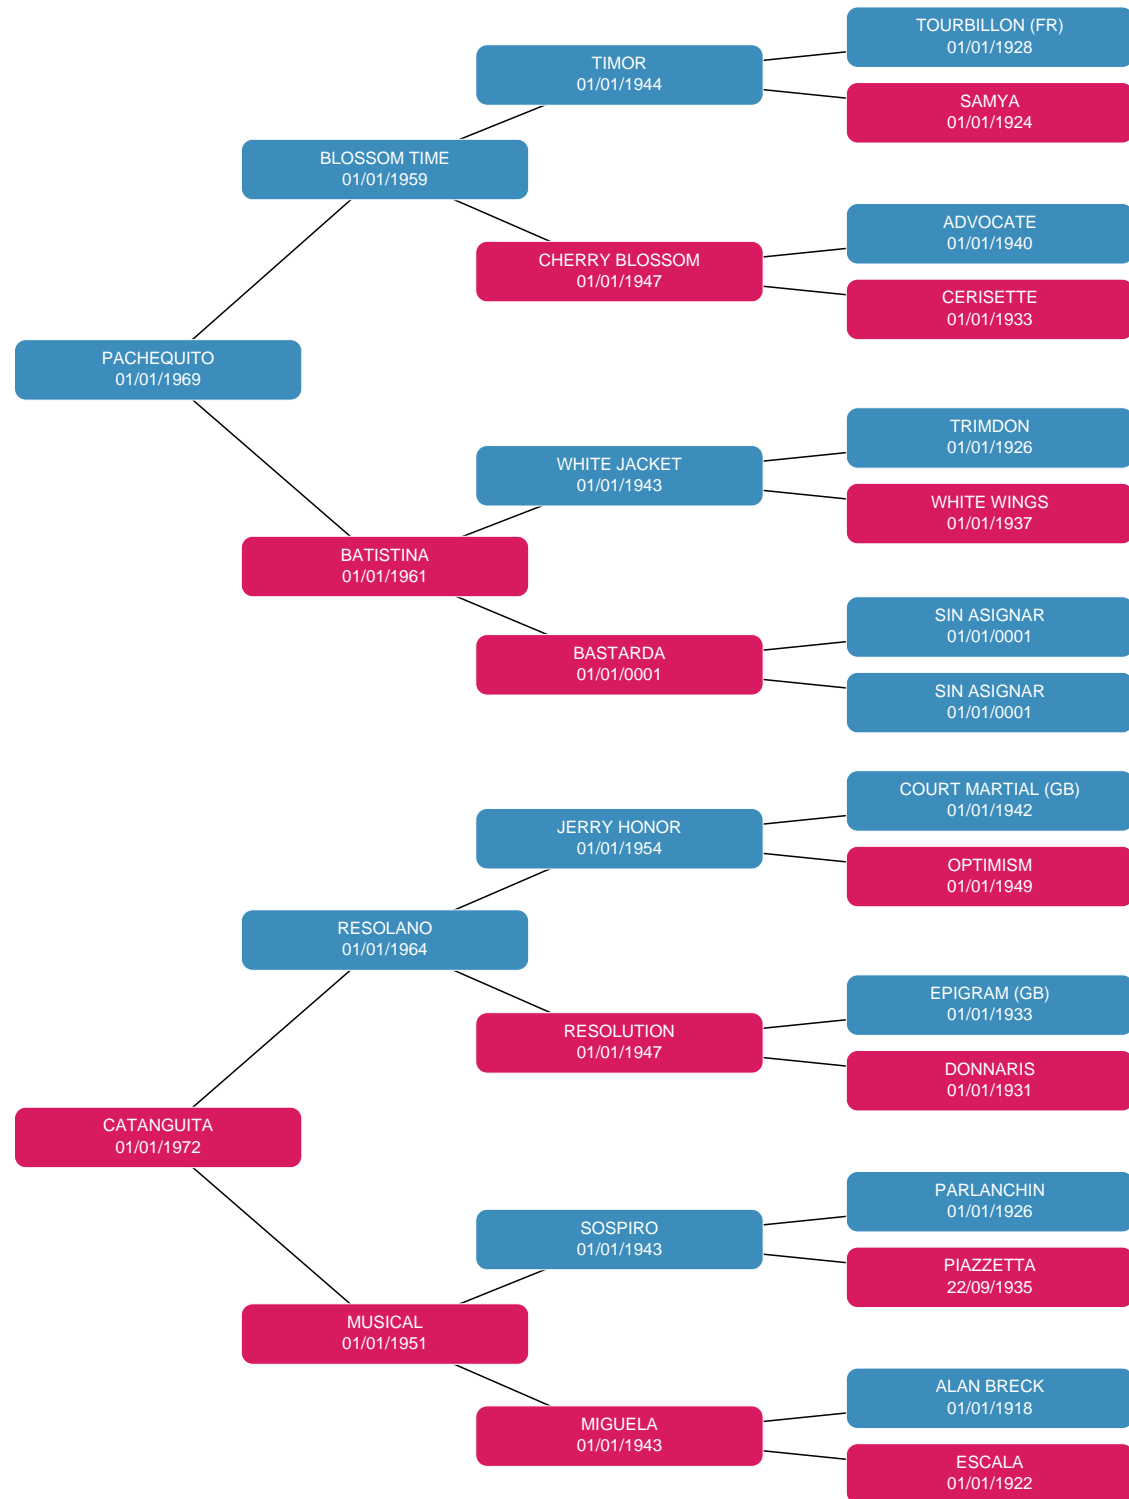 TOURBILLON (FR)
01/01/1928
TIMOR
01/01/1944
SAMYA
01/01/1924
BLOSSOM TIME
01/01/1959
ADVOCATE
01/01/1940
CHERRY BLOSSOM
01/01/1947
CERISETTE
01/01/1933
PACHEQUITO
01/01/1969
TRIMDON
01/01/1926
WHITE JACKET
01/01/1943
WHITE WINGS
01/01/1937
BATISTINA
01/01/1961
SIN ASIGNAR
01/01/0001
BASTARDA
01/01/0001
SIN ASIGNAR
01/01/0001
COURT MARTIAL (GB)
01/01/1942
JERRY HONOR
01/01/1954
OPTIMISM
01/01/1949
RESOLANO
01/01/1964
EPIGRAM (GB)
01/01/1933
RESOLUTION
01/01/1947
DONNARIS
01/01/1931
CATANGUITA
01/01/1972
PARLANCHIN
01/01/1926
SOSPIRO
01/01/1943
PIAZZETTA
22/09/1935
MUSICAL
01/01/1951
ALAN BRECK
01/01/1918
MIGUELA
01/01/1943
ESCALA
01/01/1922